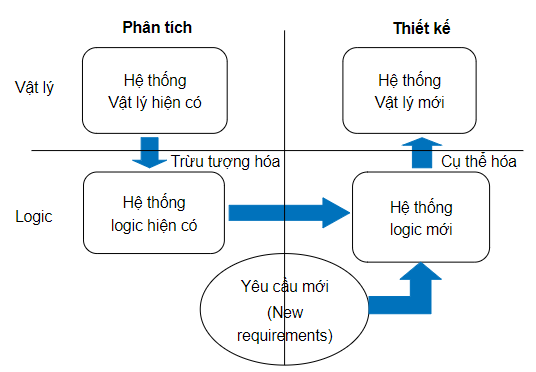 Phân tích
Thiết kế
Vật lý
Hệ thống
Vật lý hiện có
Hệ thống
Vật lý mới
Trừu tượng hóa
Cụ thể hóa
Logic
Hệ thống
logic hiện có
Hệ thống
logic mới
Yêu cầu mới
(New
requirements)